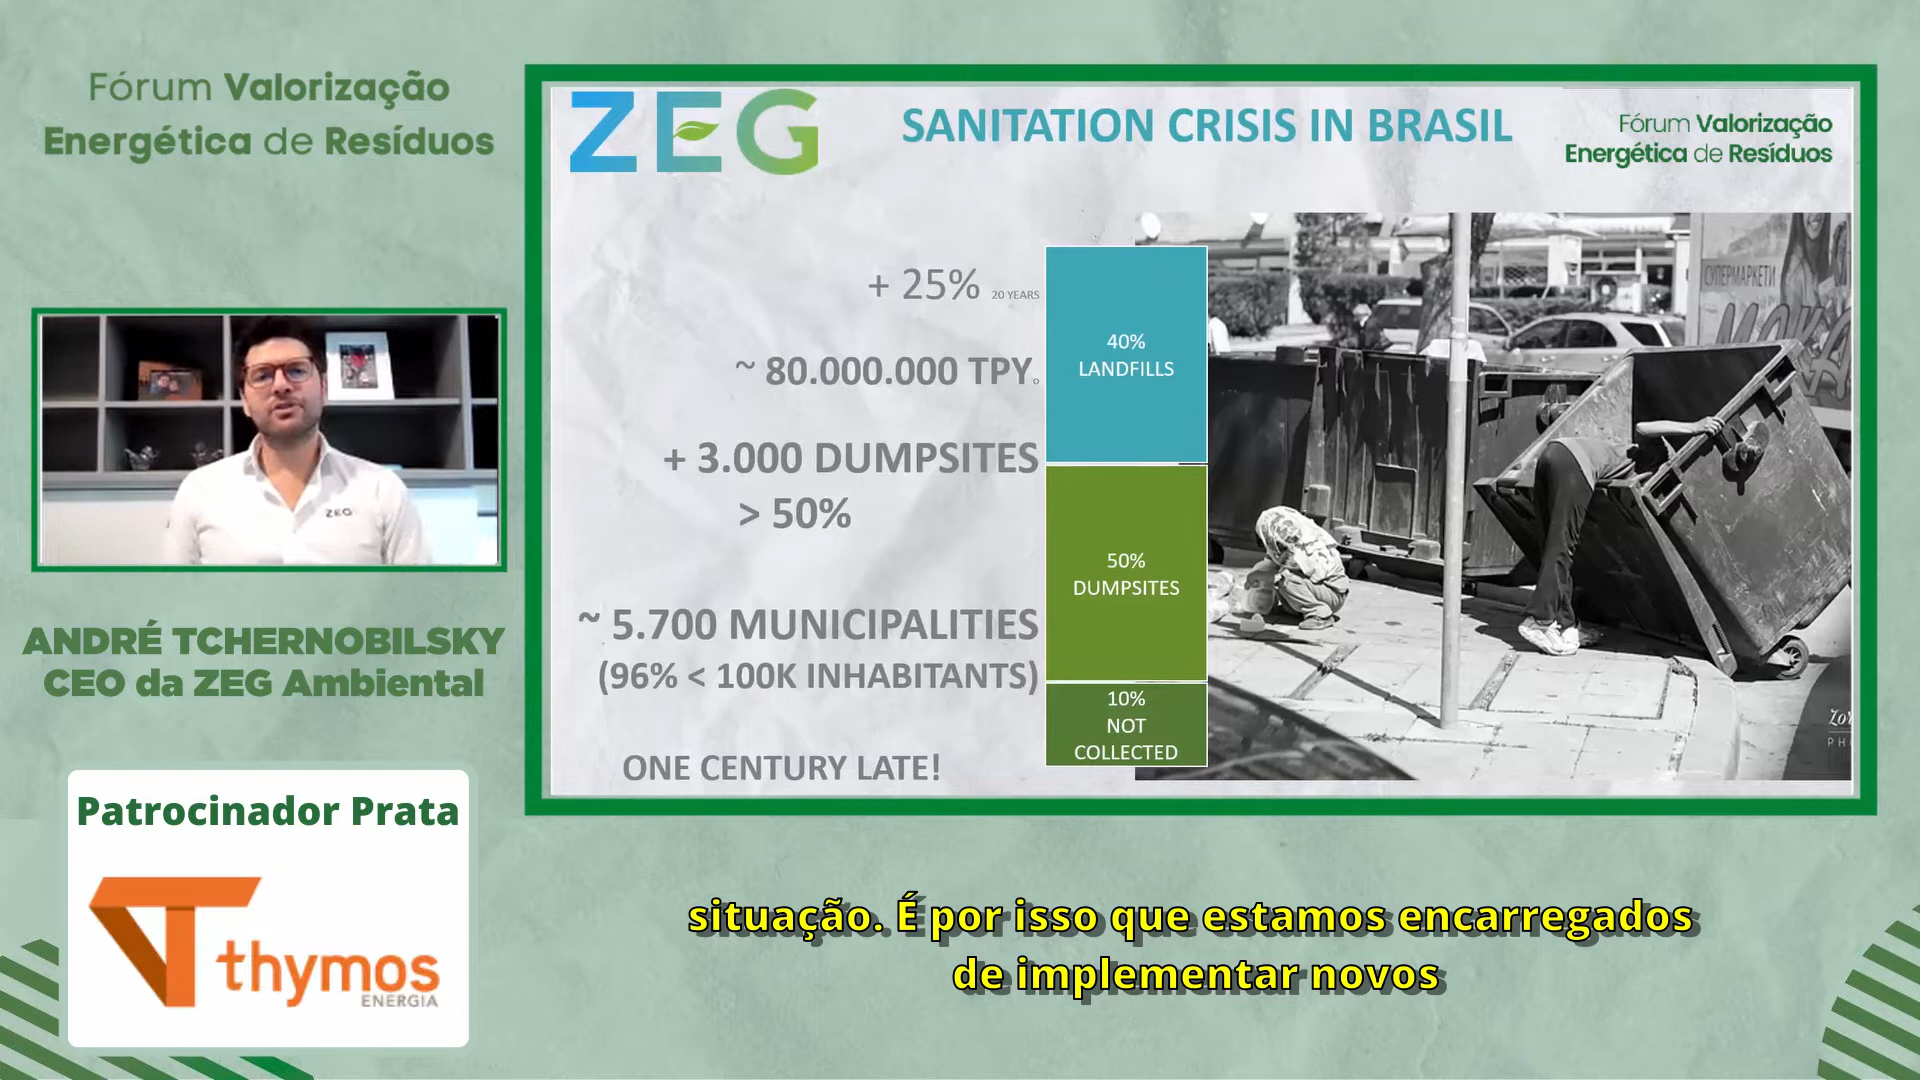 Fórum Valorização
Energética de Resíduos
ZEG
ANDRÉ TCHERNOBILSKY
CEO da ZEG Ambiental
Patrocinador Prata
thymos
ENERGIA
ZEG
SANITATION CRISIS IN BRASIL
Fórum Valorização
Energética de Resíduos
+ 25% 20 YEARS
~ 80.000.000 TPY
+ 3.000 DUMPSITES
> 50%
~ 5.700 MUNICIPALITIES
(96% < 100K INHABITANTS)
ONE CENTURY LATE!
40%
LANDFILLS
50%
DUMPSITES
10%
NOT
COLLECTED
СУПЕРМАРКЕТИ
situação. É por isso que estamos encarregados
de implementar novos